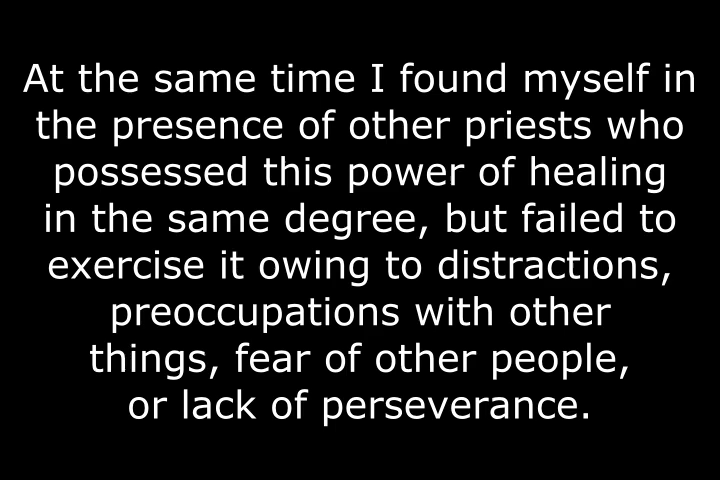 At the same time I found myself in
the presence of other priests who
possessed this power of healing
in the same degree, but failed to
exercise it owing to distractions,
preoccupations with other
things, fear of other people,
or lack of perseverance.